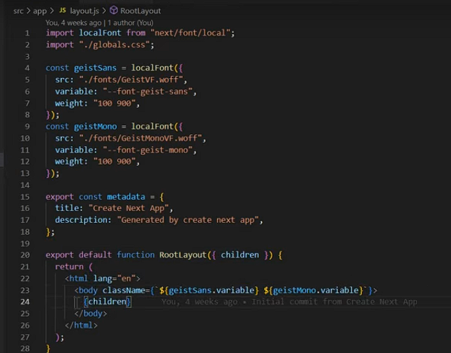 src > app > JS layout.js > RootLayout
You, 4 weeks ago | 1 author (You)
1 import localFont from "next/font/local";
2 import "./globals.css";
3
4 const geistSans = localFont({
5 src: "./fonts/GeistVF.woff",
6 variable: "--font-geist-sans",
7 weight: "100 900",
8 });
9 const geistMono = localFont({
10 src: "./fonts/GeistMonoVF.woff",
11 variable: "--font-geist-mono",
12 weight: "100 900",
13 });
14
15 export const metadata = {
16 title: "Create Next App",
17 description: "Generated by create next app",
18 };
19
20 export default function RootLayout({ children }) {
21 return (
22 <html lang="en">
23 <body className={`${geistSans.variable} ${geistMono.variable}`}>
24 {children} You, 4 weeks ago • Initial commit from Create Next App
25 </body>
26 </html>
27 );
28 }